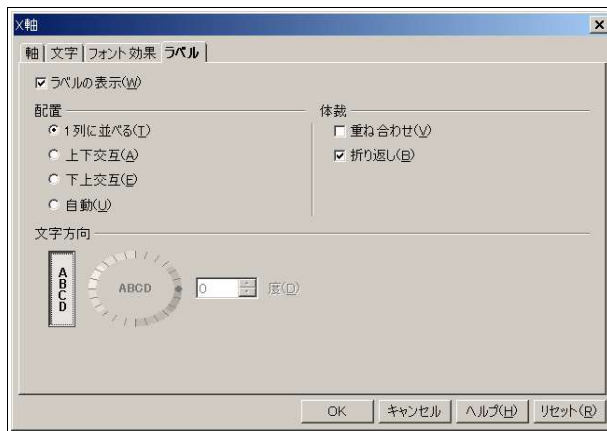 X軸
軸 文字 フォント効果 ラベル
ラベルの表示(W)
配置
1列に並べる(T)
上下交互(A)
下上交互(E)
自動(U)
体裁
重ね合わせ(V)
折り返し(B)
文字方向
ABCD
ABCD
0 度(D)
OK キャンセル ヘルプ(H) リセット(R)